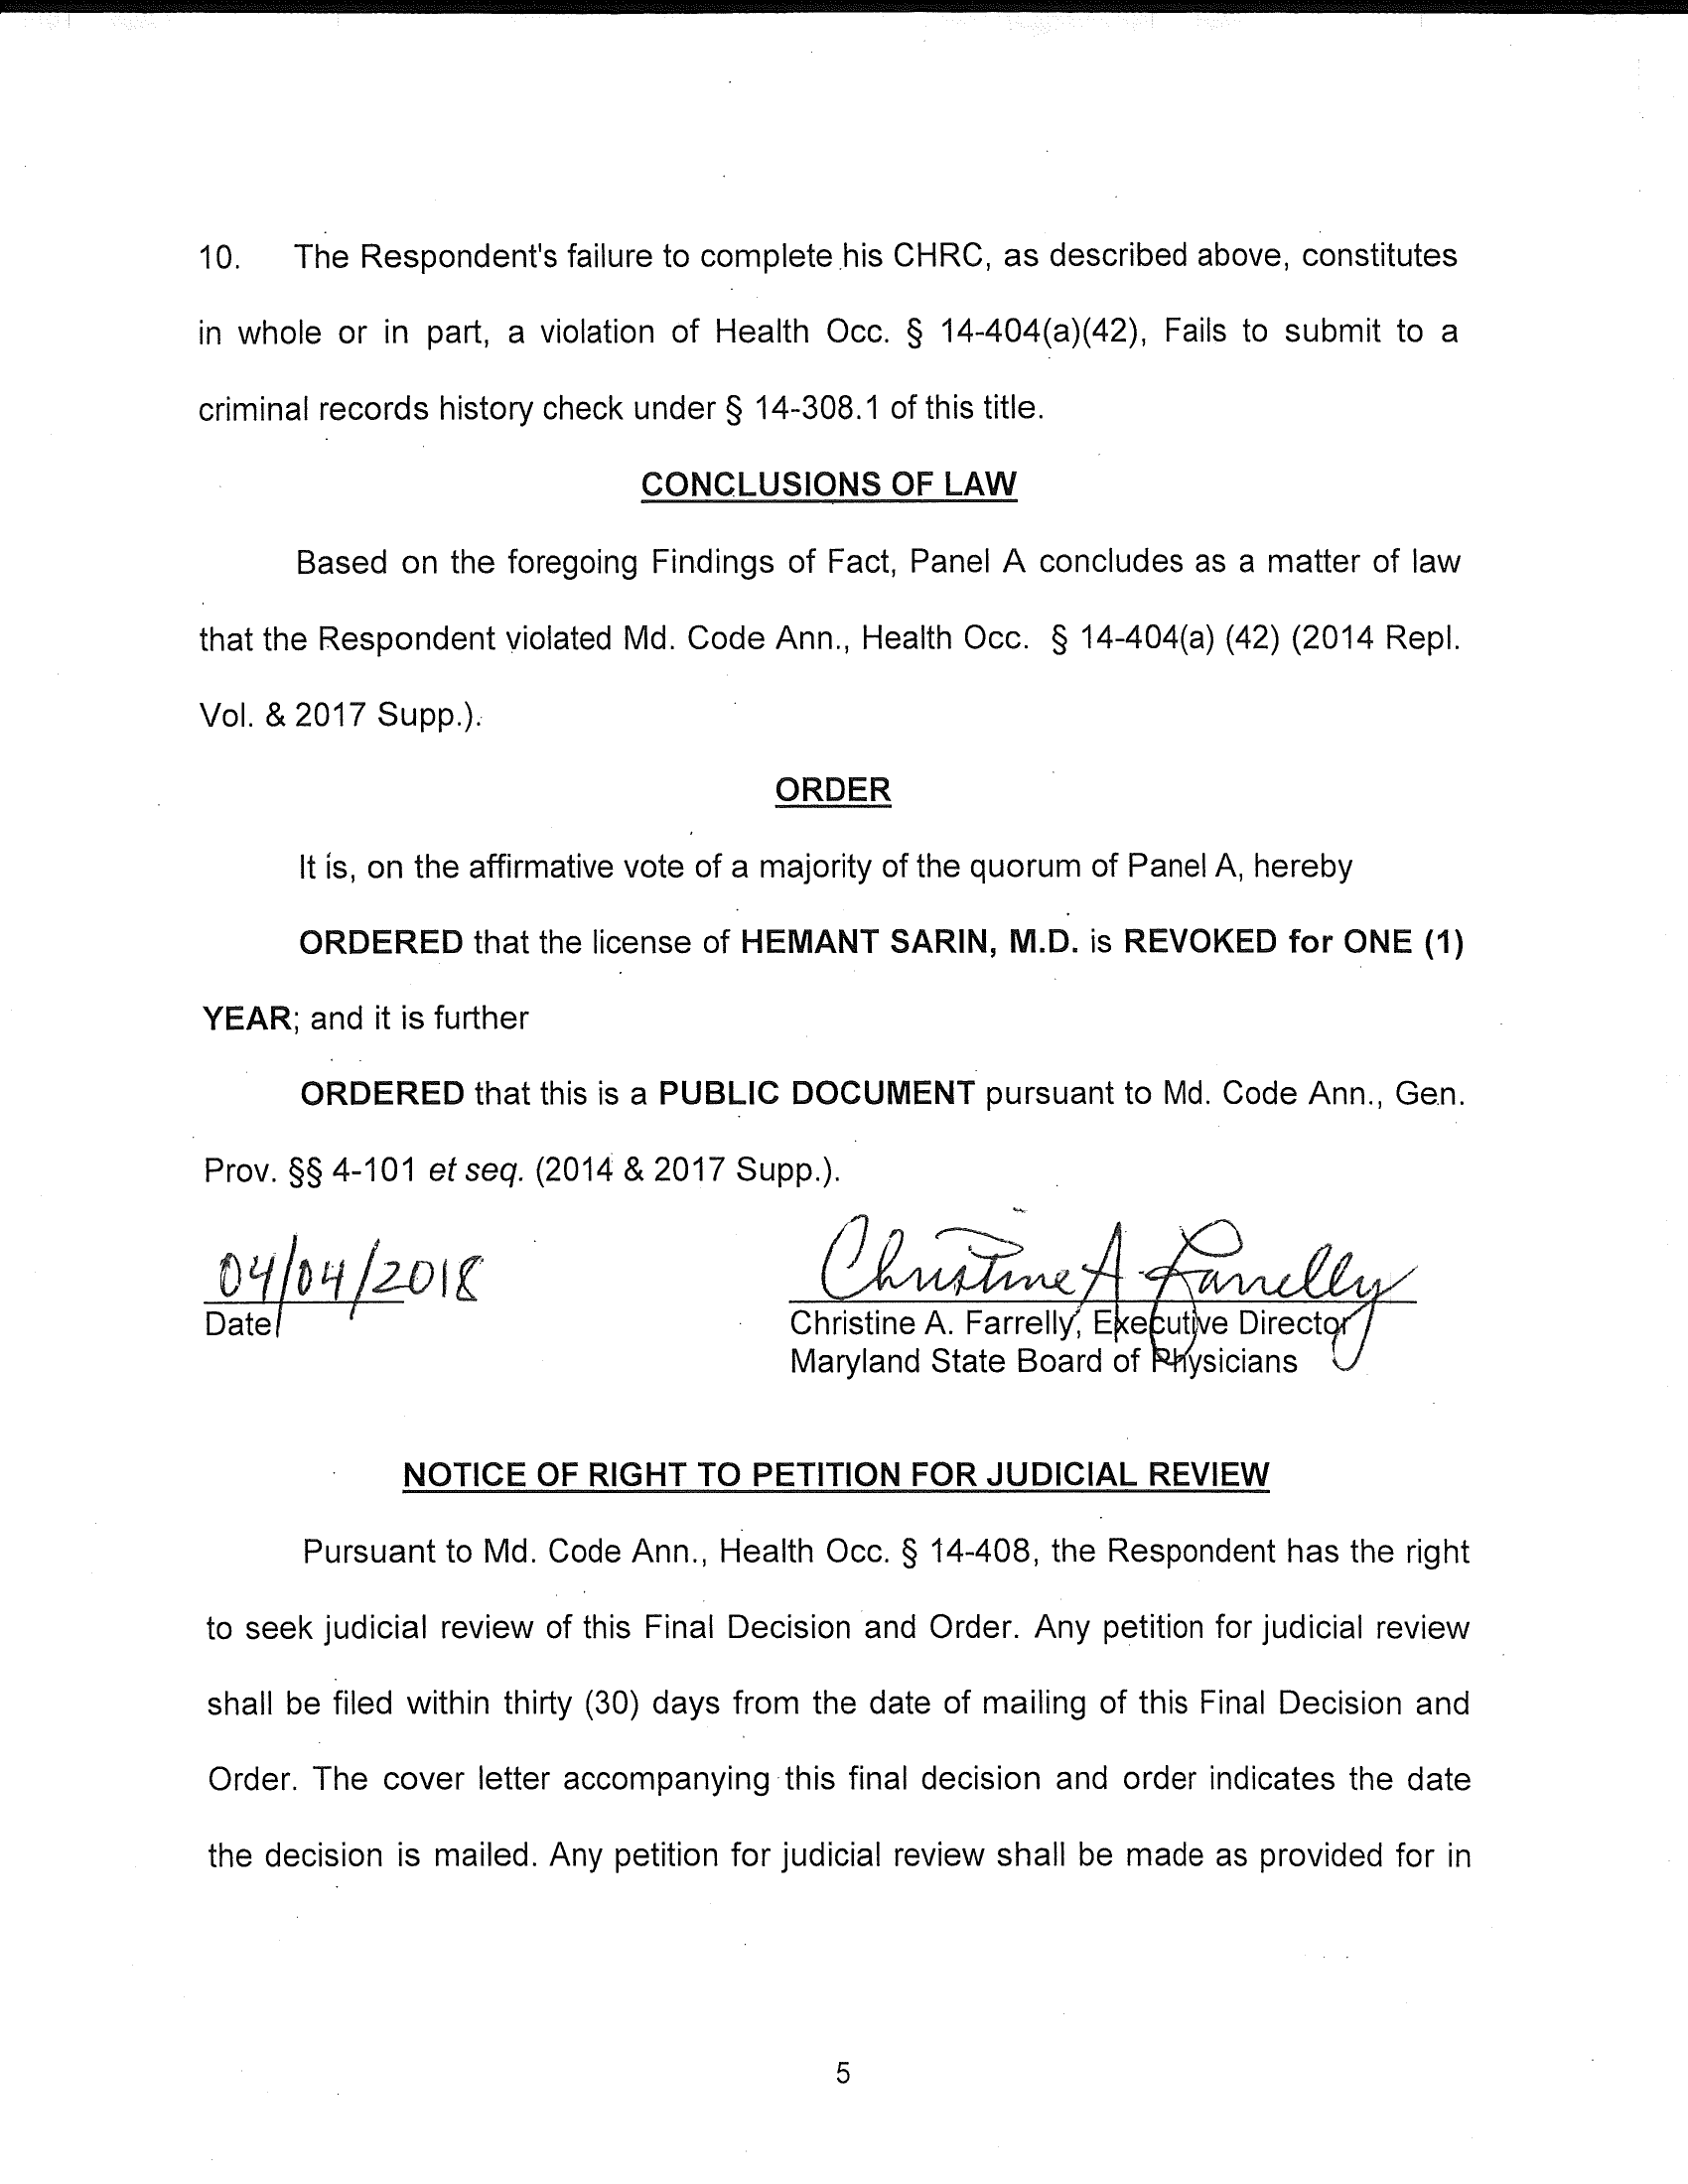 10. The Respondent's failure to complete his CHRC, as described above, constitutes
in whole or in part, a violation of Health Occ. § 14-404(a)(42), Fails to submit to a
criminal records history check under § 14-308.1 of this title.
CONCLUSIONS OF LAW
Based on the foregoing Findings of Fact, Panel A concludes as a matter of law
that the Respondent violated Md. Code Ann., Health Occ. § 14-404(a) (42) (2014 Repl.
Vol. & 2017 Supp.).
ORDER
It is, on the affirmative vote of a majority of the quorum of Panel A, hereby
ORDERED that the license of HEMANT SARIN, M.D. is REVOKED for ONE (1)
YEAR; and it is further
ORDERED that this is a PUBLIC DOCUMENT pursuant to Md. Code Ann., Gen.
Prov. §§ 4-101 et seq. (2014 & 2017 Supp.).
04/04/2018 Christine A Farrelly
Date Christine A. Farrelly, Executive Director
Maryland State Board of Physicians
NOTICE OF RIGHT TO PETITION FOR JUDICIAL REVIEW
Pursuant to Md. Code Ann., Health Occ. § 14-408, the Respondent has the right
to seek judicial review of this Final Decision and Order. Any petition for judicial review
shall be filed within thirty (30) days from the date of mailing of this Final Decision and
Order. The cover letter accompanying this final decision and order indicates the date
the decision is mailed. Any petition for judicial review shall be made as provided for in
5